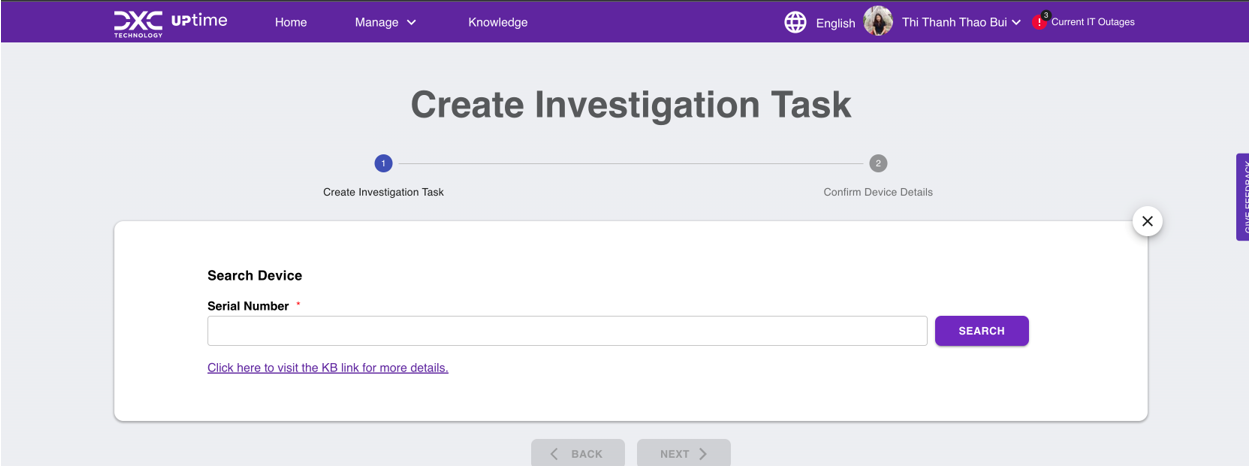 DXC UPtime
TECHNOLOGY
Home
Manage
Knowledge
English
Thi Thanh Thao Bui
3
!
Current IT Outages
Create Investigation Task
1
2
Create Investigation Task
Confirm Device Details
GIVE FEEDBACK
Search Device
Serial Number *
SEARCH
Click here to visit the KB link for more details.
BACK
NEXT